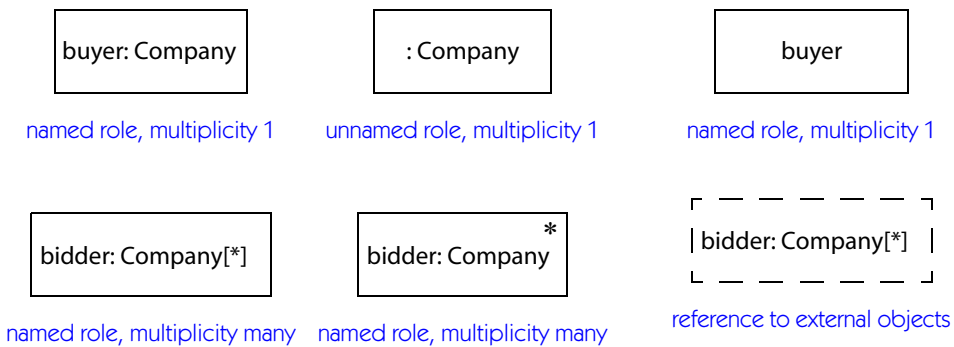 buyer: Company
: Company
buyer
named role, multiplicity 1
unnamed role, multiplicity 1
named role, multiplicity 1
bidder: Company[*]
*
bidder: Company
bidder: Company[*]
named role, multiplicity many
named role, multiplicity many
reference to external objects